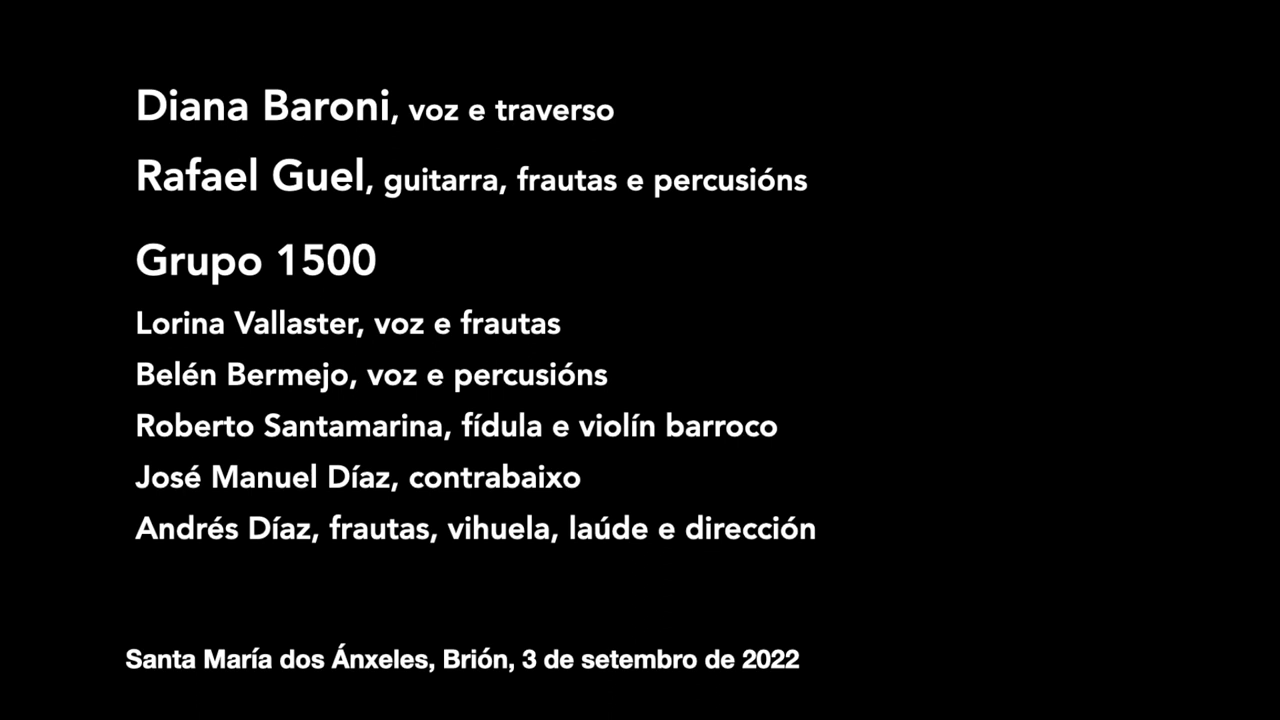 Diana Baroni, voz e traverso
Rafael Guel, guitarra, frautas e percusións
Grupo 1500
Lorina Vallaster, voz e frautas
Belén Bermejo, voz e percusións
Roberto Santamarina, fídula e violín barroco
José Manuel Díaz, contrabaixo
Andrés Díaz, frautas, vihuela, laúde e dirección
Santa María dos Ánxeles, Brión, 3 de setembro de 2022